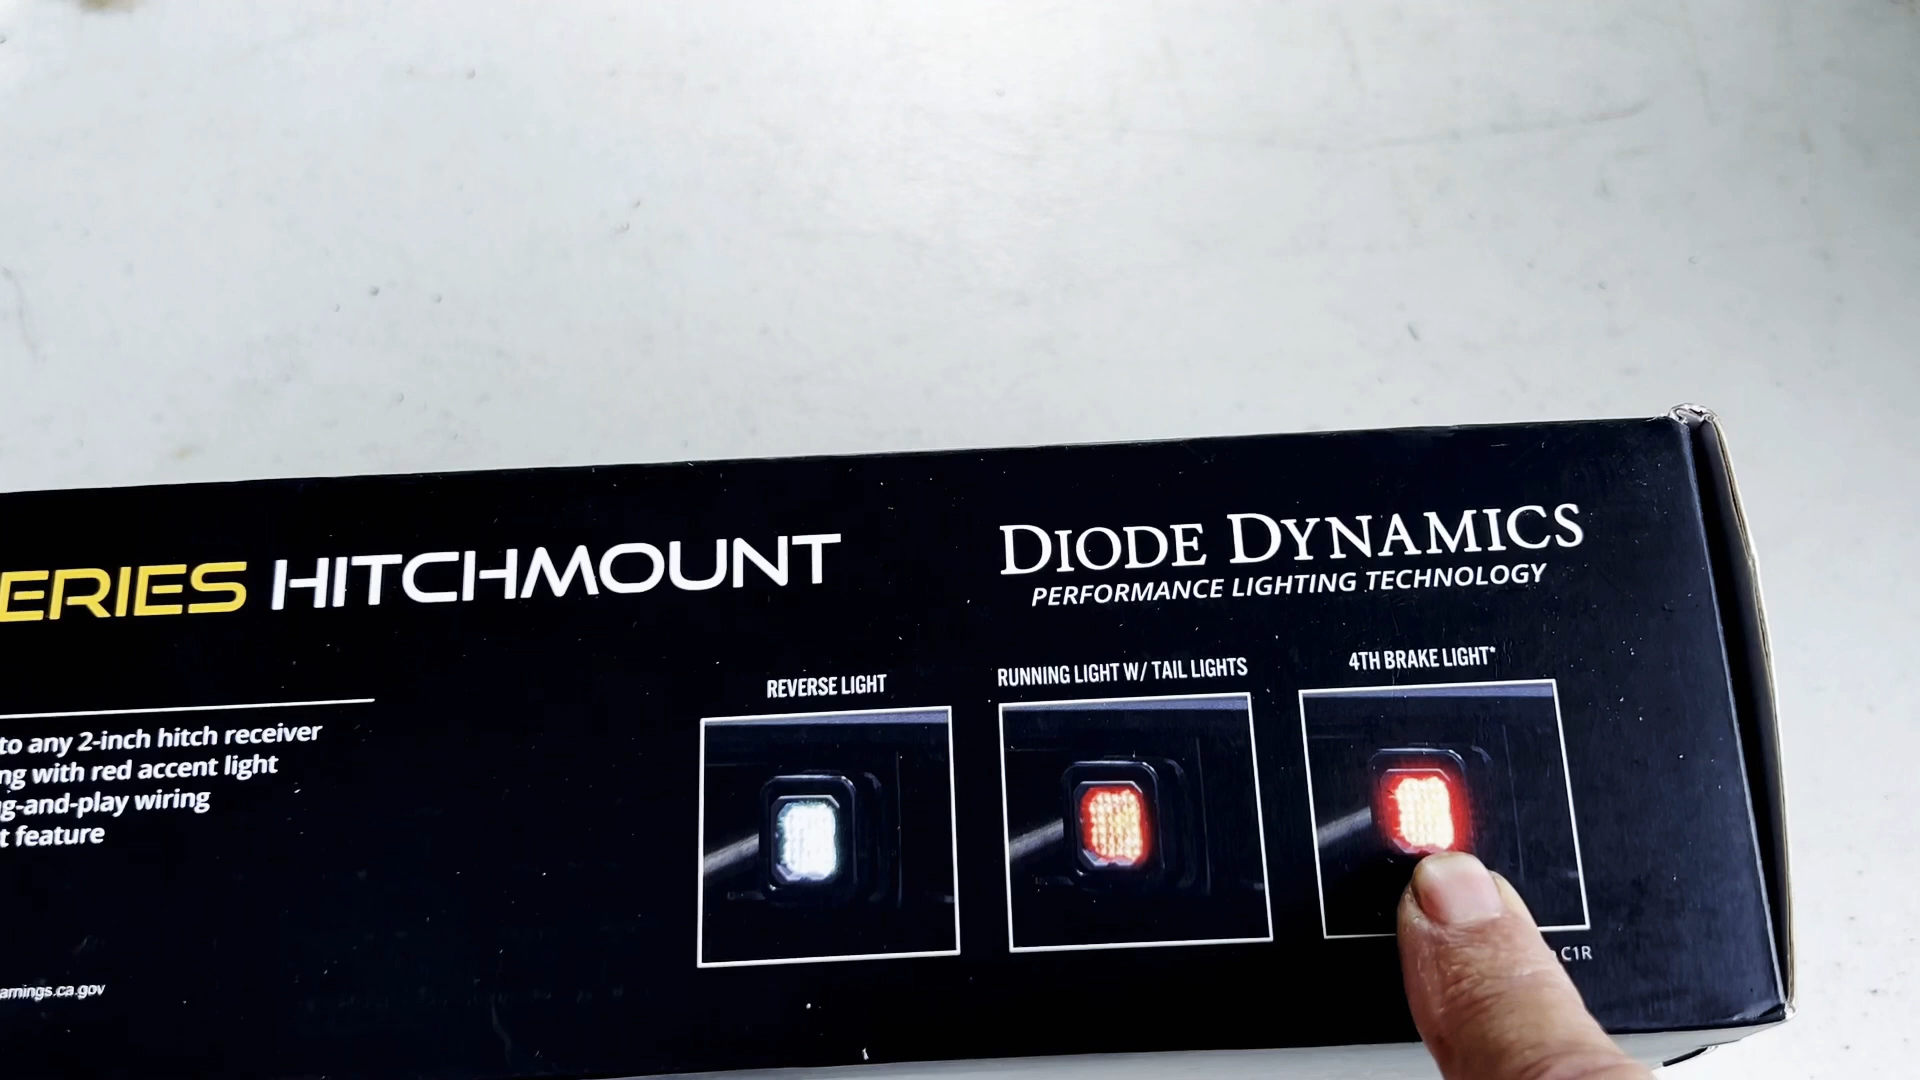 ERIES HITCHMOUNT
DIODE DYNAMICS
PERFORMANCE LIGHTING TECHNOLOGY
to any 2-inch hitch receiver
ng with red accent light
g-and-play wiring
t feature
REVERSE LIGHT
RUNNING LIGHT W/ TAIL LIGHTS
4TH BRAKE LIGHT*
C1R
arnings.ca.gov